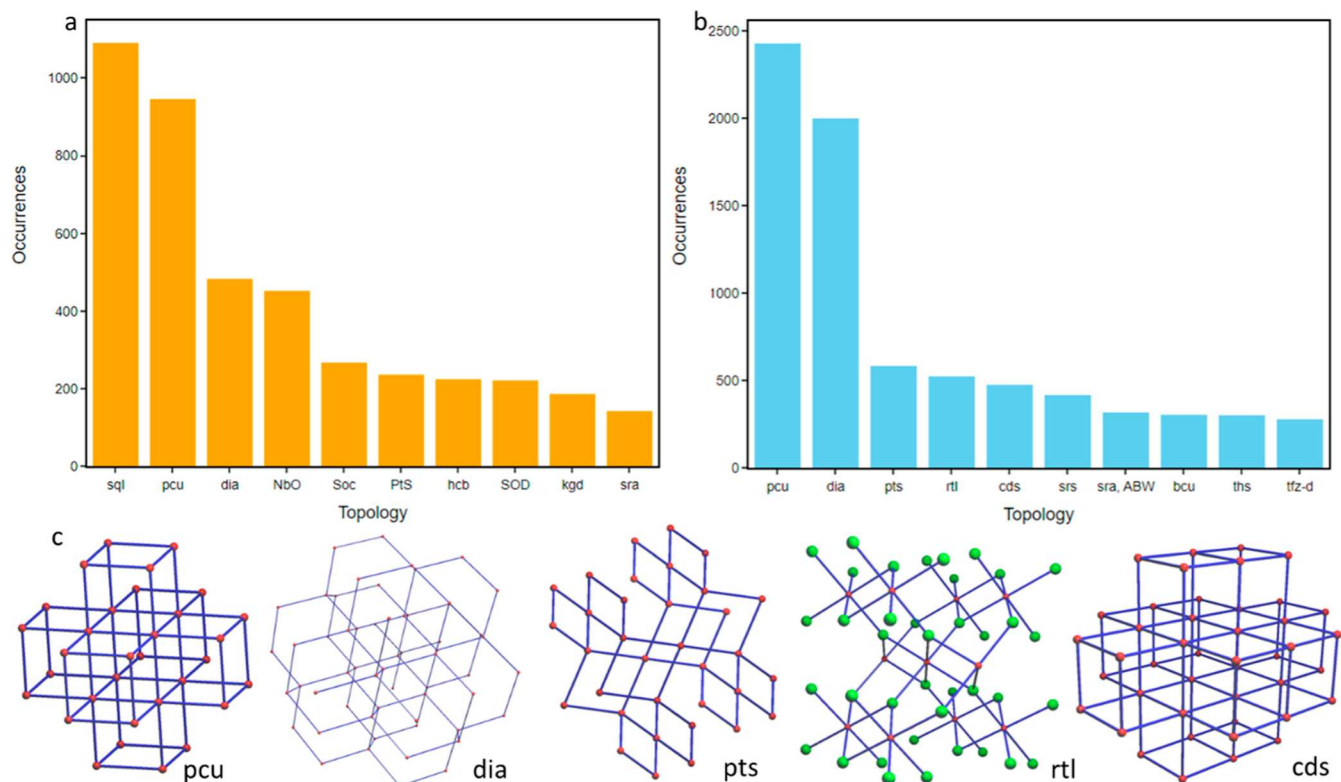 a
1000
800
600
400
200
0
Occurrences
sql pcu dia NbO Soc PtS hcb SOD kgd sra
Topology
b
2500
2000
1500
1000
500
0
Occurrences
pcu dia pts rtl cds srs sra, ABW bcu ths tfz-d
Topology
c
pcu dia pts rtl cds